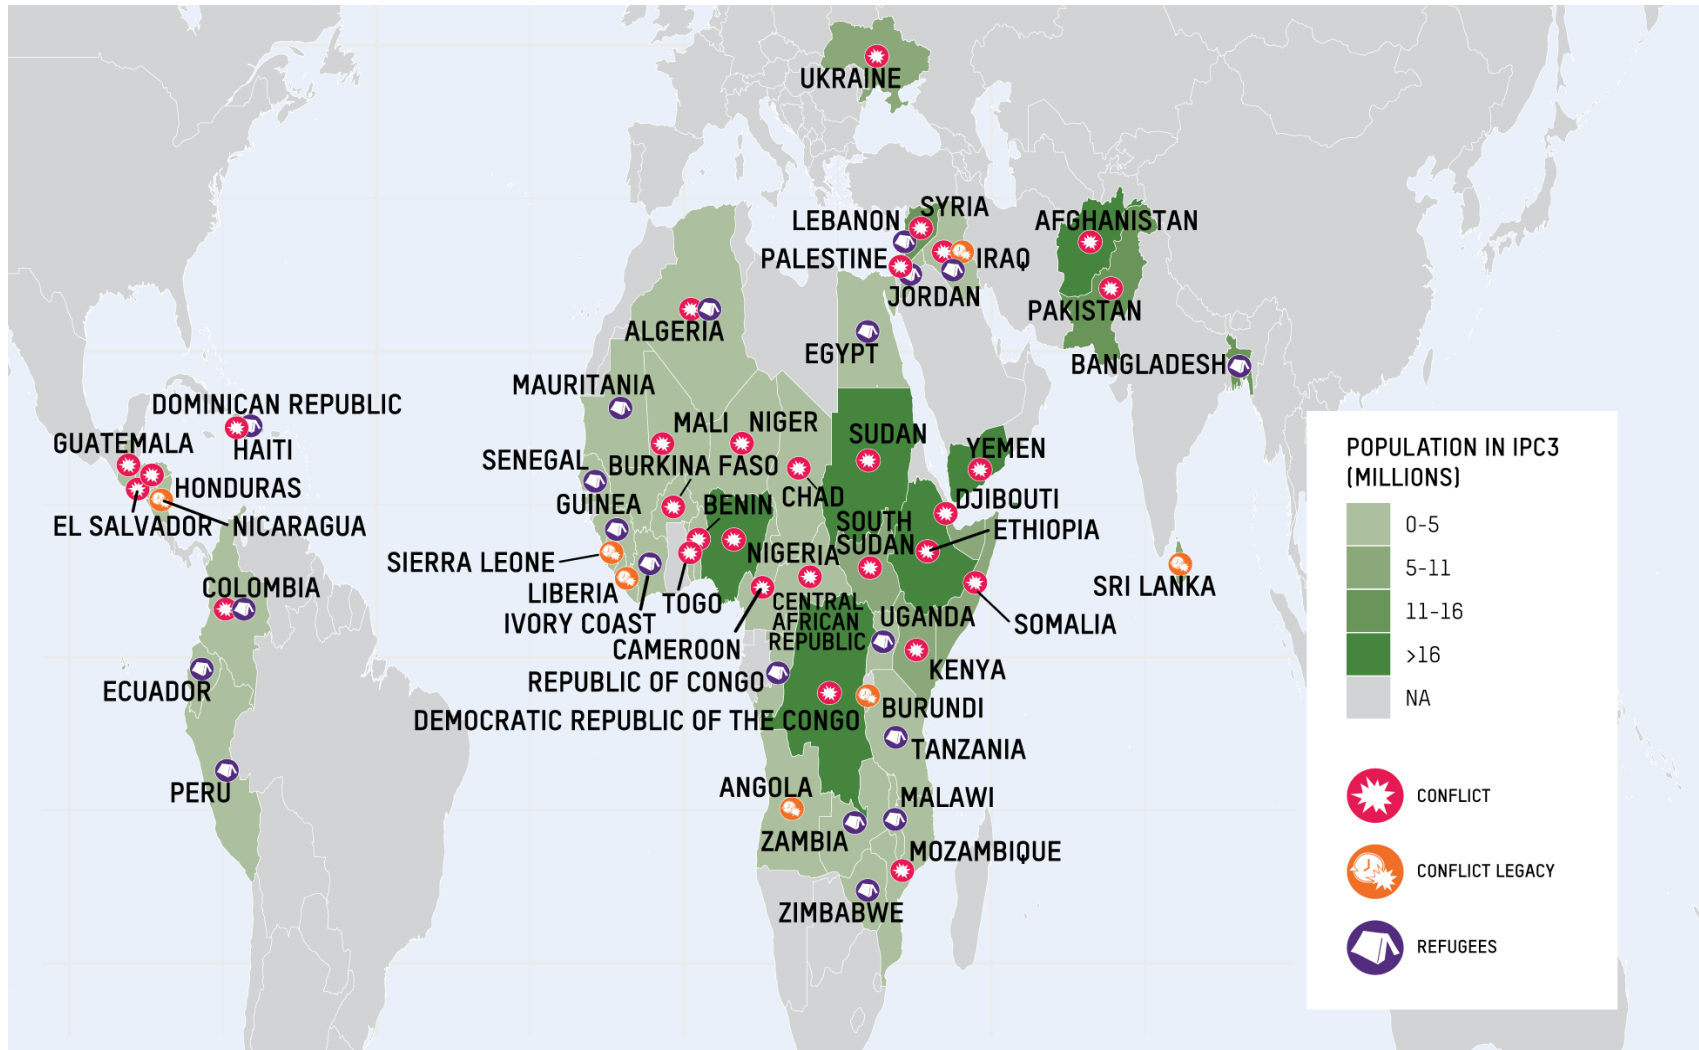 UKRAINE
SYRIA
LEBANON
AFGHANISTAN
PALESTINE
IRAQ
JORDAN
PAKISTAN
ALGERIA
EGYPT
BANGLADESH
MAURITANIA
DOMINICAN REPUBLIC
MALI
NIGER
SUDAN
GUATEMALA
HAITI
YEMEN
SENEGAL
BURKINA FASO
HONDURAS
CHAD
DJIBOUTI
GUINEA
BENIN
EL SALVADOR
NICARAGUA
SOUTH
SUDAN
ETHIOPIA
NIGERIA
SIERRA LEONE
COLOMBIA
LIBERIA
TOGO
SRI LANKA
IVORY COAST
CENTRAL
AFRICAN
REPUBLIC
UGANDA
SOMALIA
CAMEROON
KENYA
REPUBLIC OF CONGO
ECUADOR
BURUNDI
DEMOCRATIC REPUBLIC OF THE CONGO
TANZANIA
PERU
ANGOLA
MALAWI
ZAMBIA
MOZAMBIQUE
ZIMBABWE
POPULATION IN IPC3
(MILLIONS)
0-5
5-11
11-16
>16
NA
CONFLICT
CONFLICT LEGACY
REFUGEES